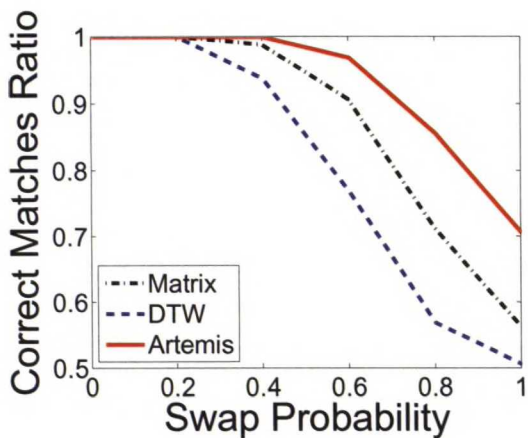 Correct Matches Ratio
1
0.9
0.8
0.7
0.6
0.5
Matrix
DTW
Artemis
0 0.2 0.4 0.6 0.8 1
Swap Probability